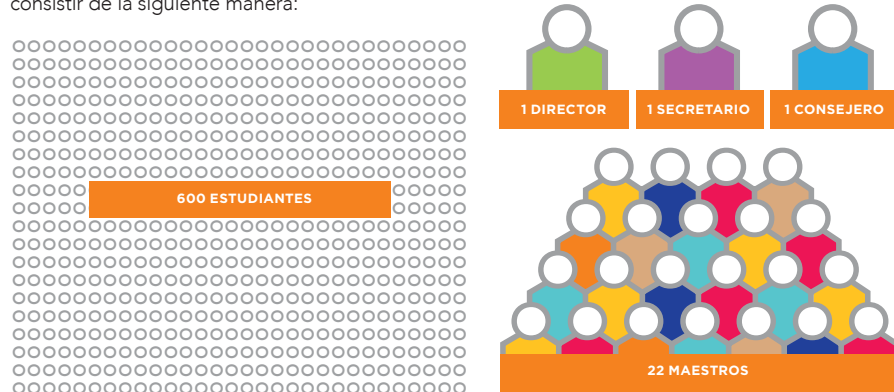 consistir de la siguiente manera:
600 ESTUDIANTES
1 DIRECTOR
1 SECRETARIO
1 CONSEJERO
22 MAESTROS